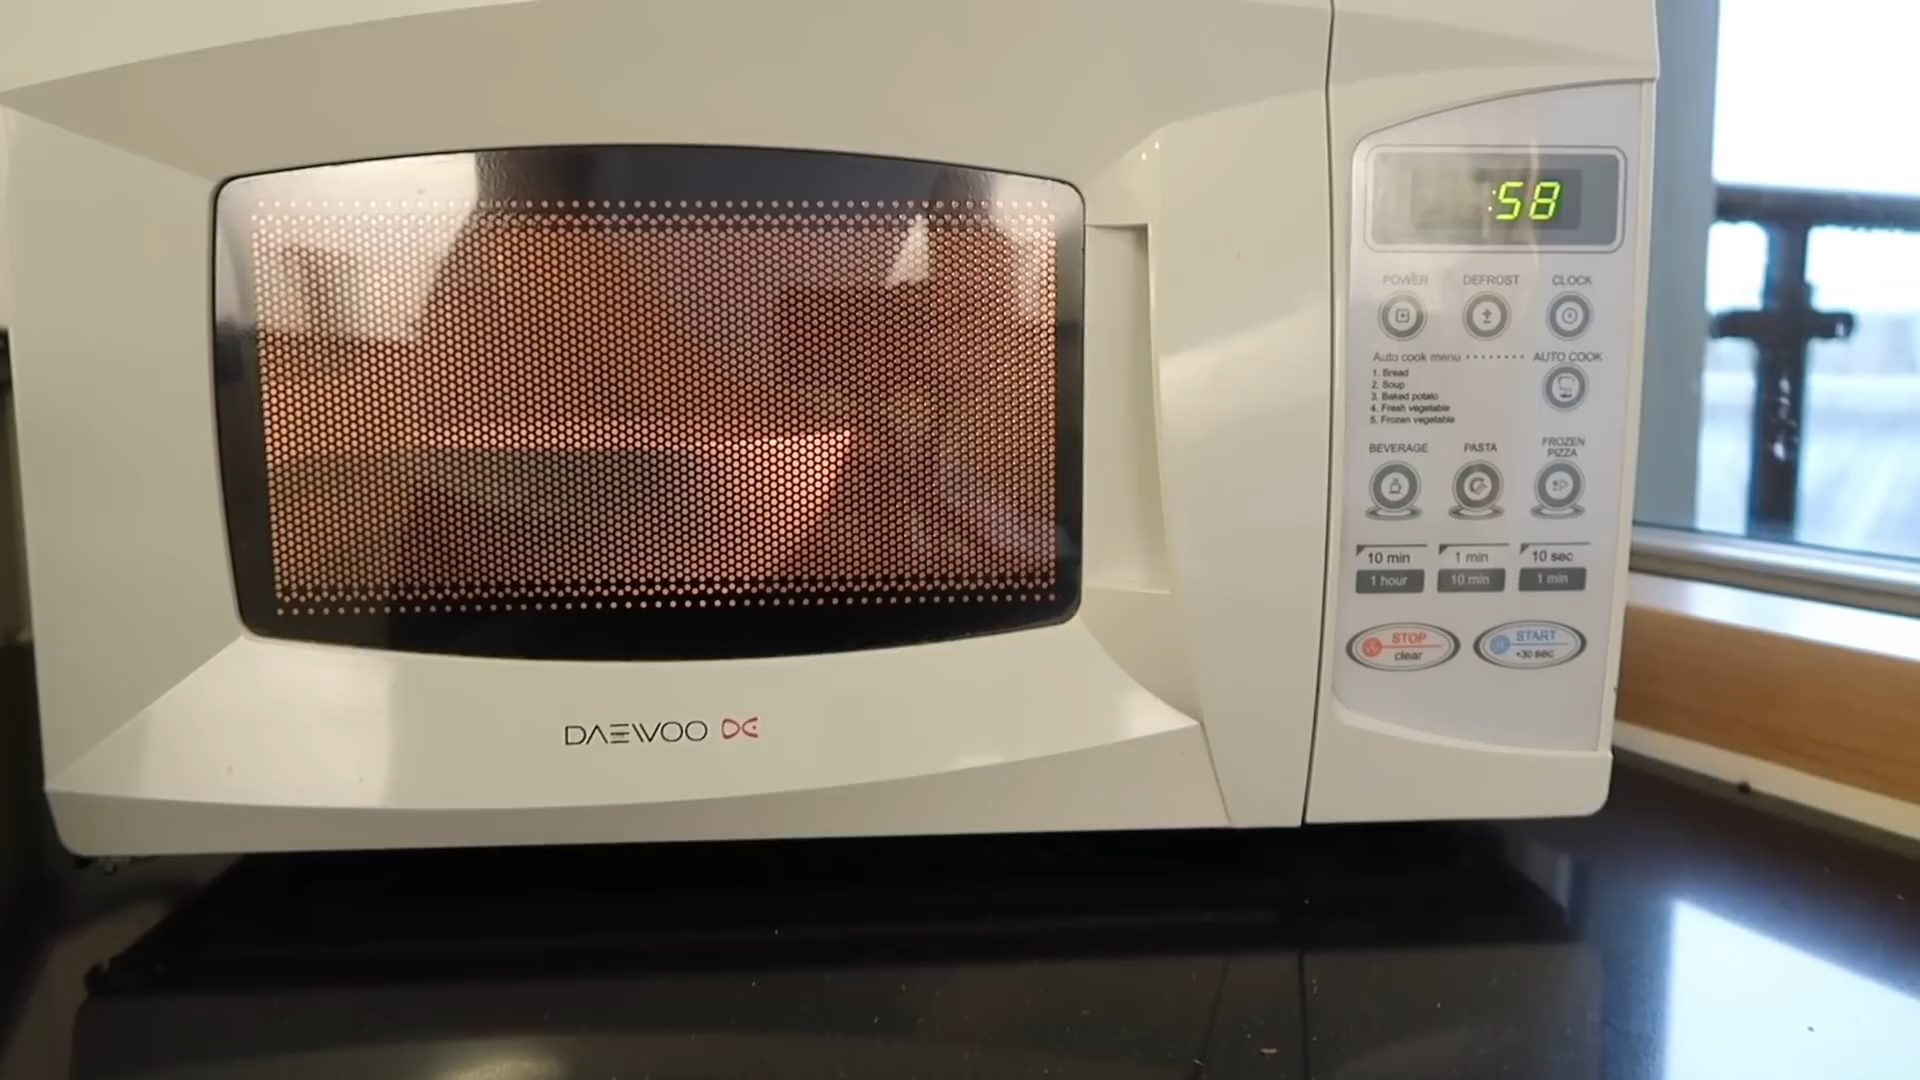 :58
POWER DEFROST CLOCK
Auto cook menu ········ AUTO COOK
1. Bread
2. Soup
3. Baked potato
4. Fresh vegetable
5. Frozen vegetable
BEVERAGE PASTA FROZEN PIZZA
10 min 1 min 10 sec
1 hour 10 min 1 min
STOP START
clear +30 sec
DAEWOO